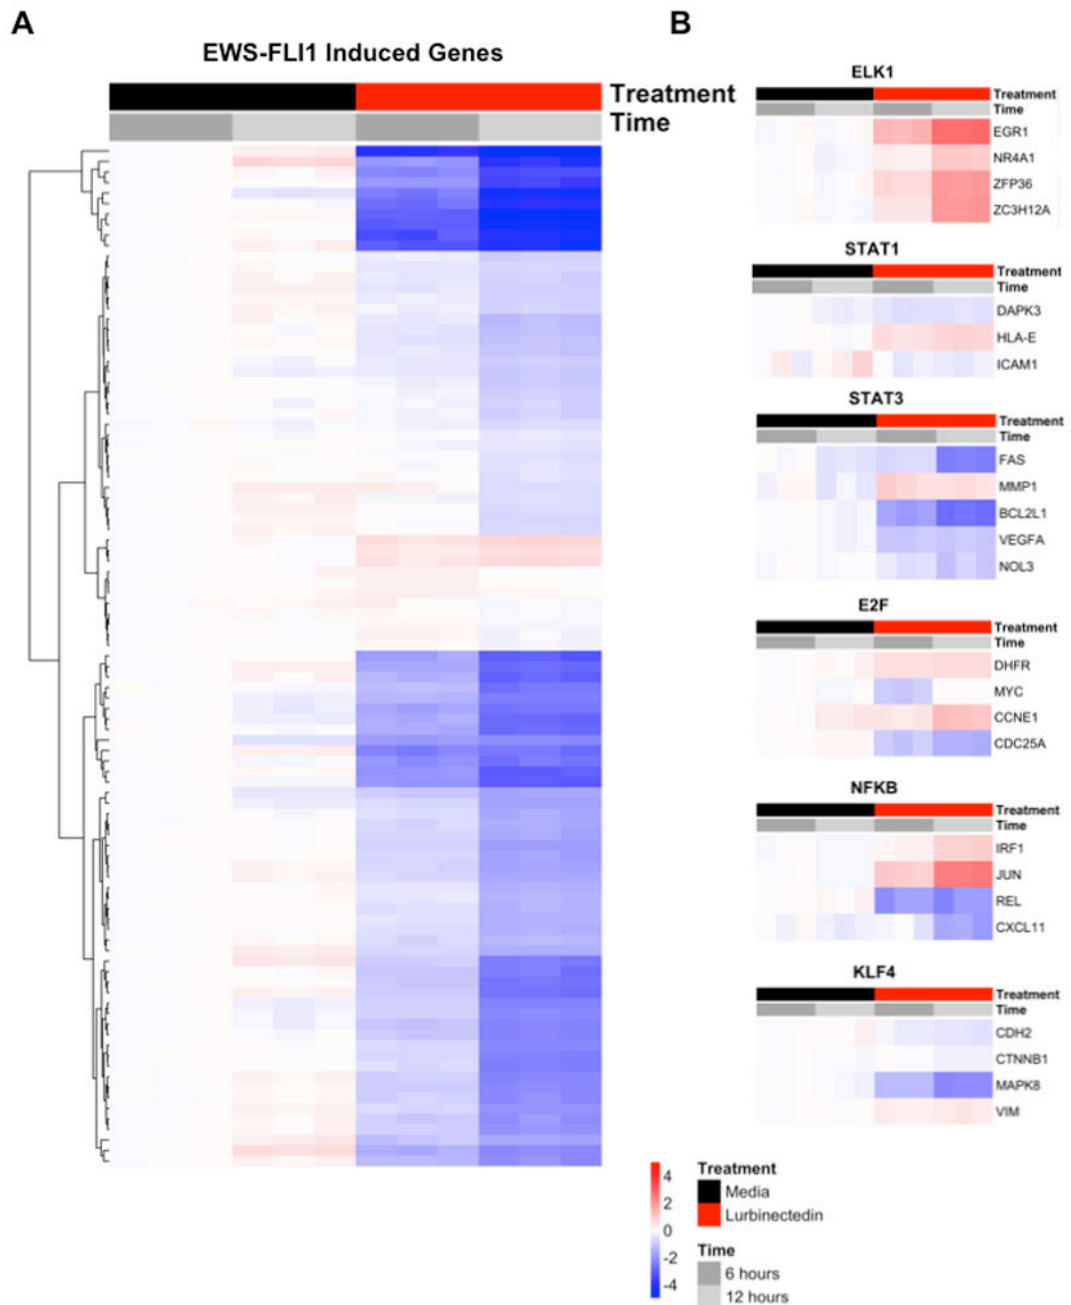 A
EWS-FLI1 Induced Genes
Treatment
Time
B
ELK1
Treatment
Time
EGR1
NR4A1
ZFP36
ZC3H12A
STAT1
Treatment
Time
DAPK3
HLA-E
ICAM1
STAT3
Treatment
Time
FAS
MMP1
BCL2L1
VEGFA
NOL3
E2F
Treatment
Time
DHFR
MYC
CCNE1
CDC25A
NFKB
Treatment
Time
IRF1
JUN
REL
CXCL11
KLF4
Treatment
Time
CDH2
CTNNB1
MAPK8
VIM
4
2
0
-2
-4
Treatment
Media
Lurbinectedin
Time
6 hours
12 hours